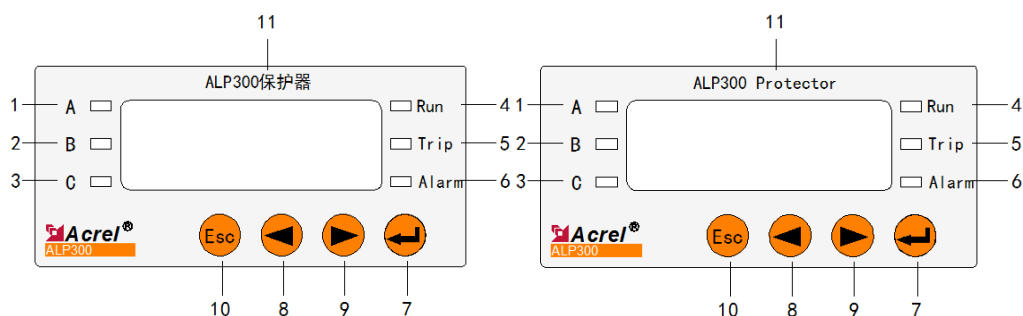 11
ALP300保护器
1 A Run 4
2 B Trip 5
3 C Alarm 6
Acrel®
ALP300
Esc
10 8 9 7
11
ALP300 Protector
1 A Run 4
2 B Trip 5
3 C Alarm 6
Acrel®
ALP300
Esc
10 8 9 7